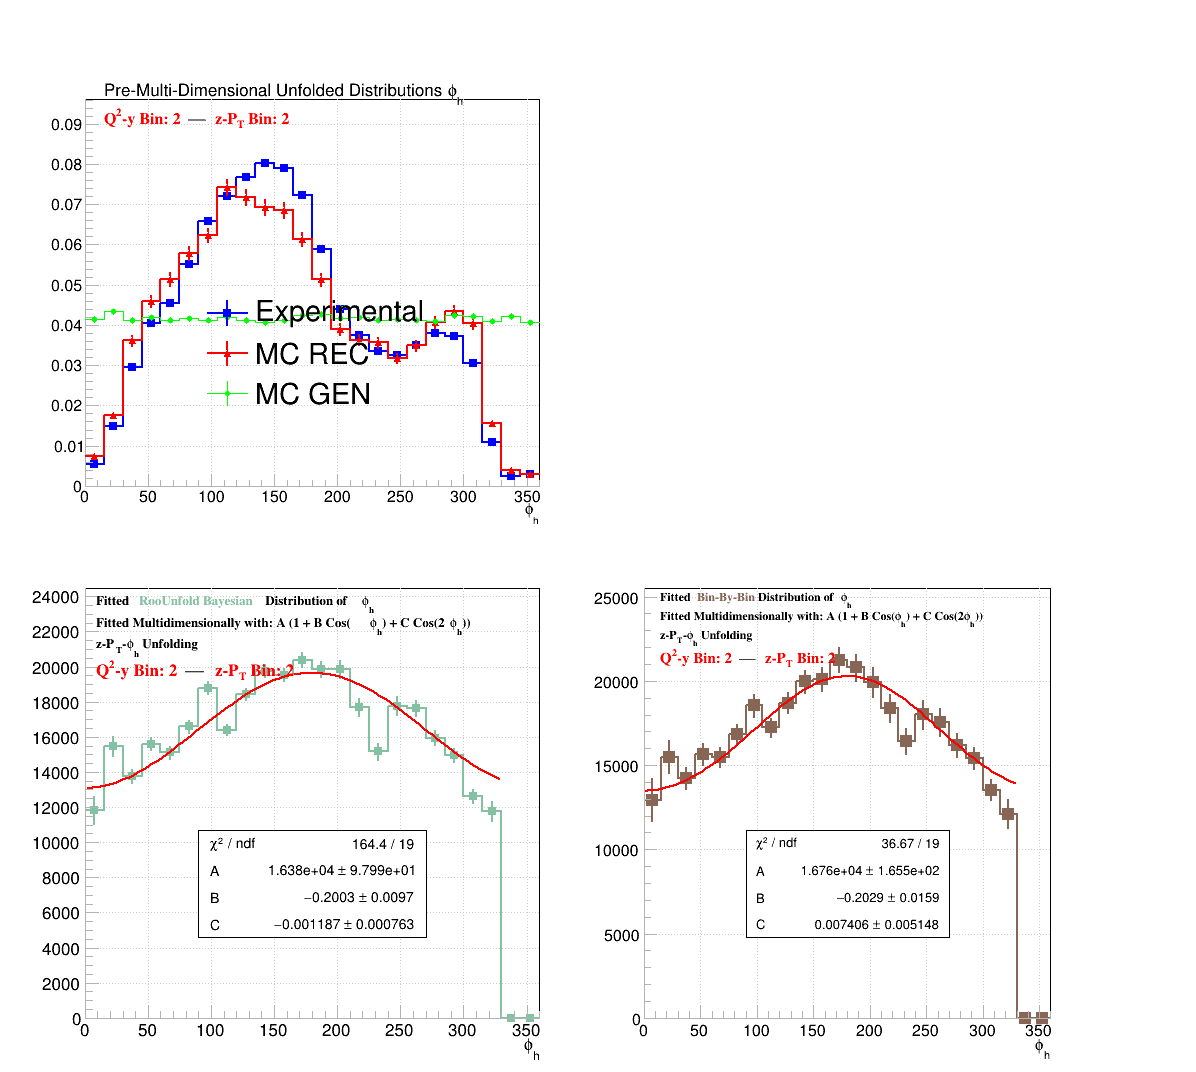 Pre-Multi-Dimensional Unfolded Distributions ϕh
Q2-y Bin: 2 — z-PT Bin: 2
0.09
0.08
0.07
0.06
0.05
0.04
0.03
0.02
0.01
0
Experimental
MC REC
MC GEN
0 50 100 150 200 250 300 350
ϕh
Fitted RooUnfold Bayesian Distribution of ϕh
Fitted Multidimensionally with: A (1 + B Cos( ϕh) + C Cos(2 ϕh))
z-PT-ϕh Unfolding
Q2-y Bin: 2 — z-PT Bin: 2
24000
22000
20000
18000
16000
14000
12000
10000
8000
6000
4000
2000
0
χ2 / ndf 164.4 / 19
A 1.638e+04 ± 9.799e+01
B −0.2003 ± 0.0097
C −0.001187 ± 0.000763
0 50 100 150 200 250 300 350
ϕh
Fitted Bin-By-Bin Distribution of ϕh
Fitted Multidimensionally with: A (1 + B Cos(ϕh) + C Cos(2ϕh))
z-PT-ϕh Unfolding
Q2-y Bin: 2 — z-PT Bin: 2
25000
20000
15000
10000
5000
0
χ2 / ndf 36.67 / 19
A 1.676e+04 ± 1.655e+02
B −0.2029 ± 0.0159
C 0.007406 ± 0.005148
0 50 100 150 200 250 300 350
ϕh